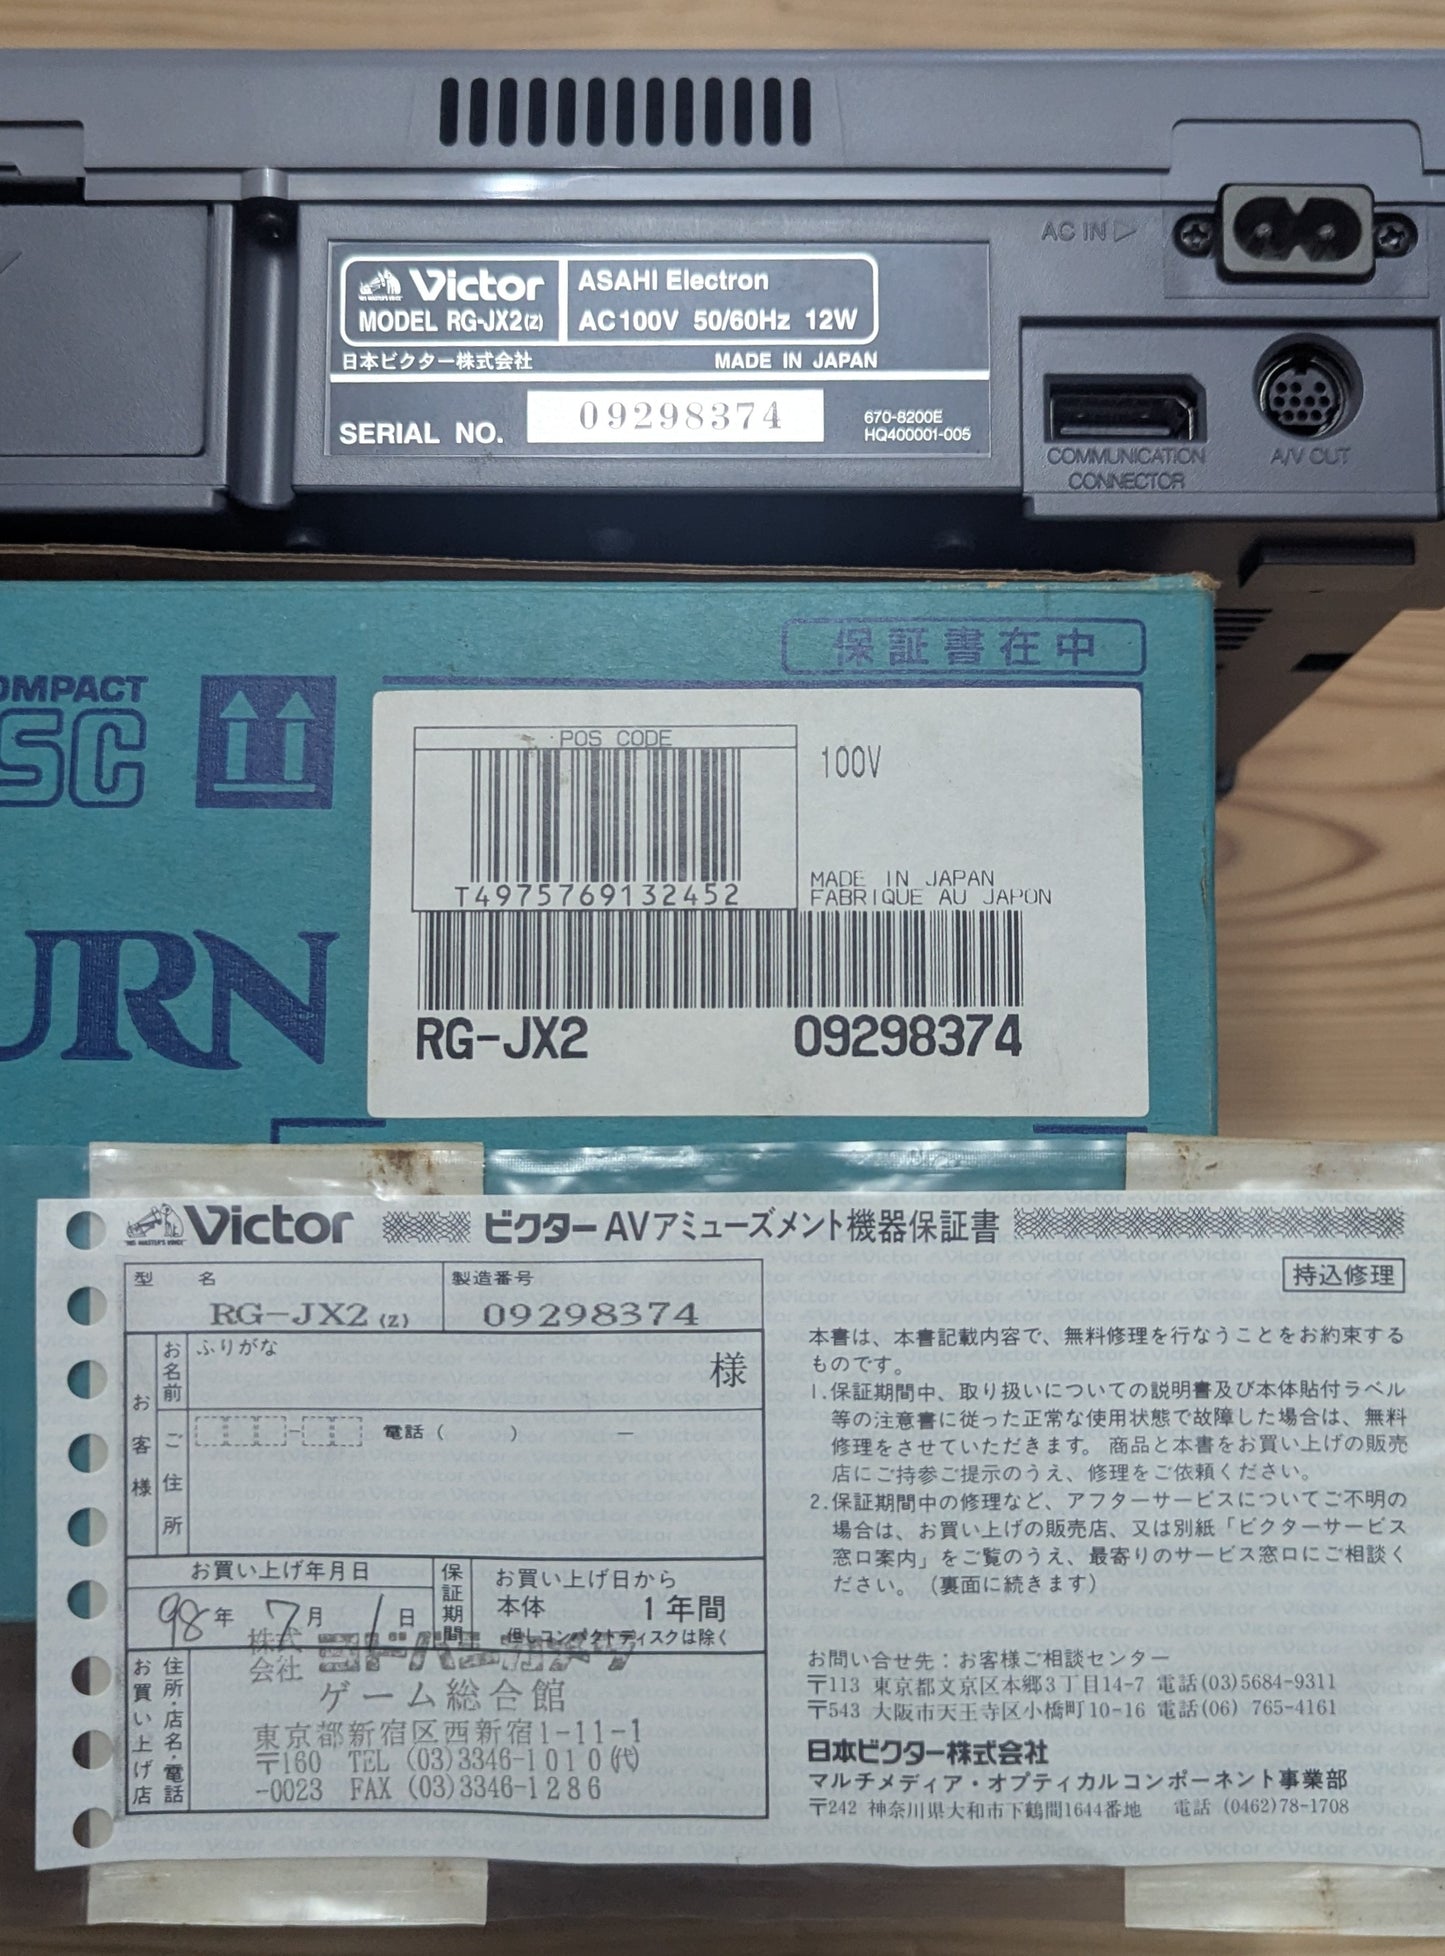 AC IN
Victor
HIS MASTER'S VOICE
MODEL RG-JX2(Z)
ASAHI Electron
AC100V 50/60Hz 12W
日本ビクター株式会社
MADE IN JAPAN
SERIAL NO.
09298374
670-8200E
HQ400001-005
COMMUNICATION
CONNECTOR
A/V OUT
保証書在中
COMPACT
ISC
URN
POS CODE
T4975769132452
100V
MADE IN JAPAN
FABRIQUE AU JAPON
RG-JX2
09298374
Victor
"HIS MASTER'S VOICE"
ビクターAVアミューズメント機器保証書
持込修理
型名
RG-JX2(Z)
製造番号
09298374
お客様
お名前
ふりがな
様
ご住所
電話( ) —
お買い上げ年月日
98年 7月 1日
保証期間
お買い上げ日から
本体 1年間
但しコンパクトディスクは除く
お買い上げ店
住所・店名・電話
株式会社 ヨドバシカメラ
ゲーム総合館
東京都新宿区西新宿1-11-1
〒160 TEL (03)3346-1010(代)
-0023 FAX (03)3346-1286
本書は、本書記載内容で、無料修理を行なうことをお約束する
ものです。
1.保証期間中、取り扱いについての説明書及び本体貼付ラベル
等の注意書に従った正常な使用状態で故障した場合は、無料
修理をさせていただきます。商品と本書をお買い上げの販売
店にご持参ご提示のうえ、修理をご依頼ください。
2.保証期間中の修理など、アフターサービスについてご不明の
場合は、お買い上げの販売店、又は別紙「ビクターサービス
窓口案内」をご覧のうえ、最寄りのサービス窓口にご相談く
ださい。(裏面に続きます)
お問い合せ先：お客様ご相談センター
〒113 東京都文京区本郷3丁目14-7 電話(03)5684-9311
〒543 大阪市天王寺区小橋町10-16 電話(06) 765-4161
日本ビクター株式会社
マルチメディア・オプティカルコンポーネント事業部
〒242 神奈川県大和市下鶴間1644番地 電話 (0462)78-1708